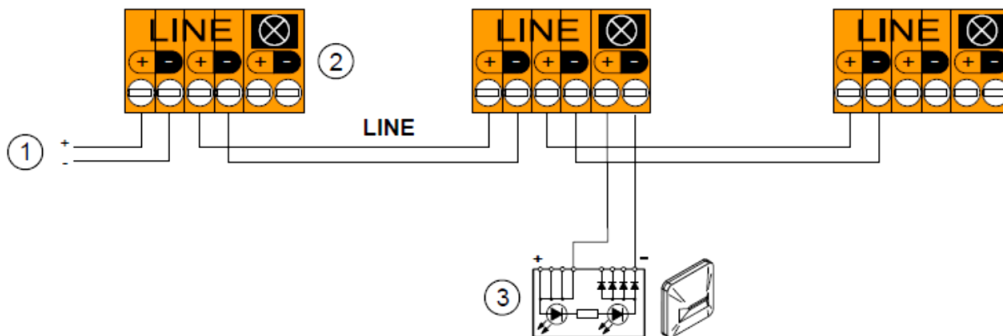 LINE LINE LINE
+ - + - + - + - + - + - + - + - + -
2
LINE
1
+
-
+ -
3